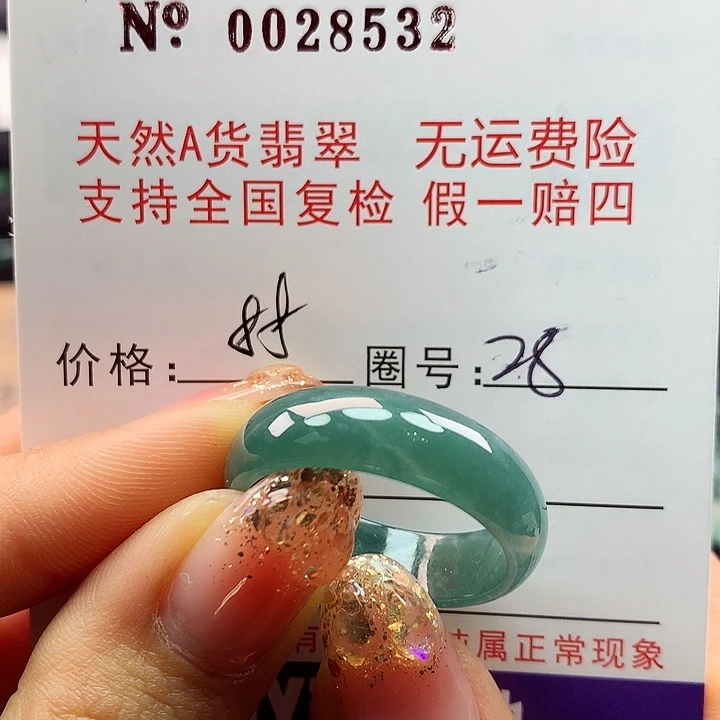 Nº 0028532
天然A货翡翠 无运费险
支持全国复检 假一赔四
价格: 圈号:28
有 属正常现象